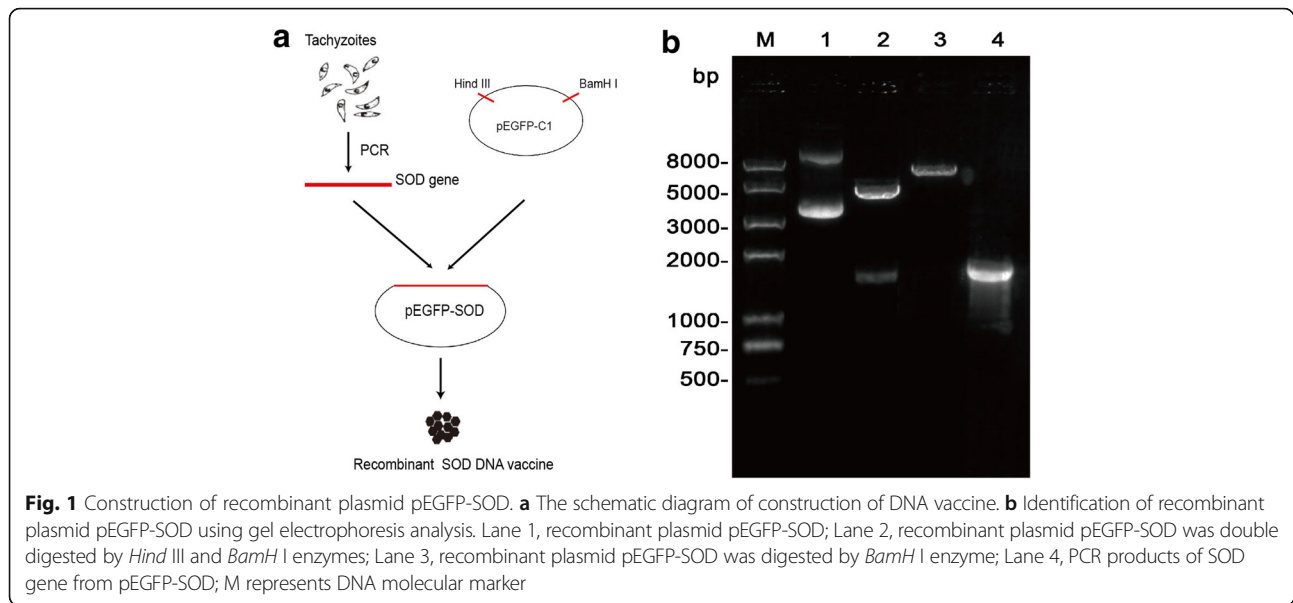 a
Tachyzoites
PCR
SOD gene
Hind III
BamH I
pEGFP-C1
pEGFP-SOD
Recombinant SOD DNA vaccine
b
M 1 2 3 4
bp
8000-
5000-
3000-
2000-
1000-
750-
500-
Fig. 1 Construction of recombinant plasmid pEGFP-SOD. a The schematic diagram of construction of DNA vaccine. b Identification of recombinant
plasmid pEGFP-SOD using gel electrophoresis analysis. Lane 1, recombinant plasmid pEGFP-SOD; Lane 2, recombinant plasmid pEGFP-SOD was double
digested by Hind III and BamH I enzymes; Lane 3, recombinant plasmid pEGFP-SOD was digested by BamH I enzyme; Lane 4, PCR products of SOD
gene from pEGFP-SOD; M represents DNA molecular marker